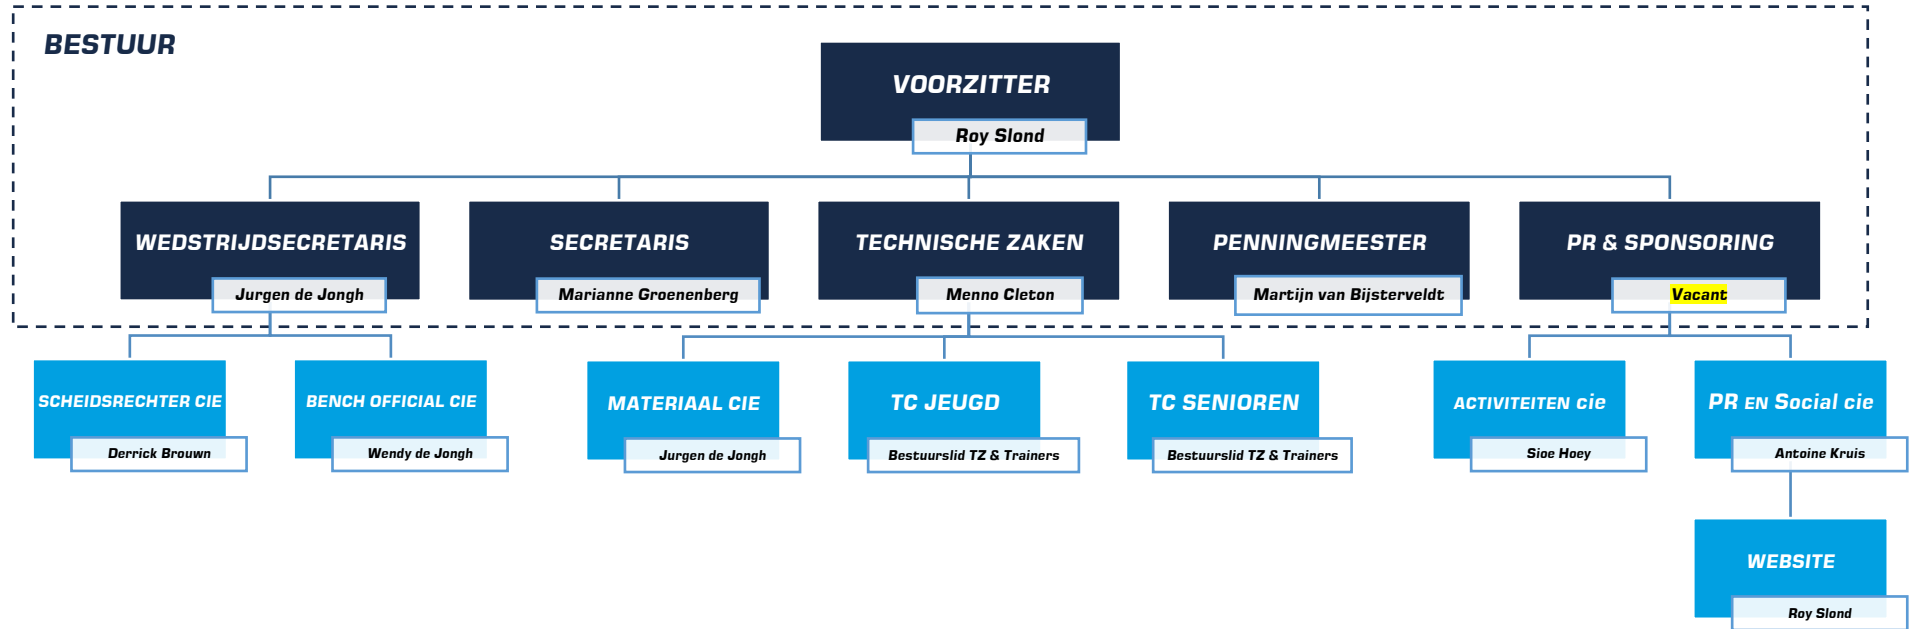 BESTUUR
VOORZITTER
Roy Slond
WEDSTRIJDSECRETARIS
Jurgen de Jongh
SECRETARIS
Marianne Groenenberg
TECHNISCHE ZAKEN
Menno Cleton
PENNINGMEESTER
Martijn van Bijsterveldt
PR & SPONSORING
Vacant
SCHEIDSRECHTER CIE
Derrick Brouwn
BENCH OFFICIAL CIE
Wendy de Jongh
MATERIAAL CIE
Jurgen de Jongh
TC JEUGD
Bestuurslid TZ & Trainers
TC SENIOREN
Bestuurslid TZ & Trainers
ACTIVITEITEN cie
Sioe Hoey
PR EN Social cie
Antoine Kruis
WEBSITE
Roy Slond